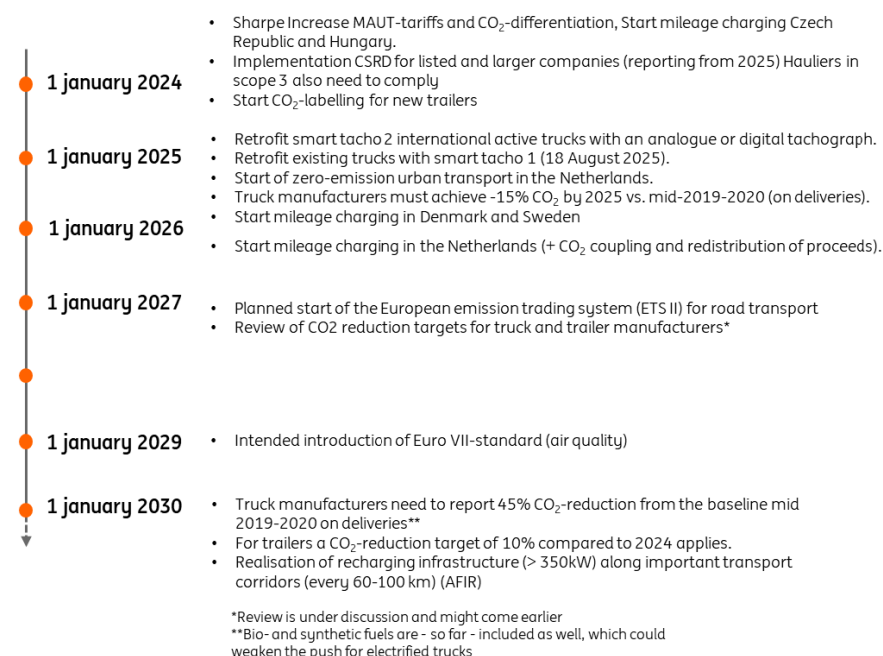 • Sharpe Increase MAUT-tariffs and CO₂-differentiation, Start mileage charging Czech
Republic and Hungary.
1 january 2024
• Implementation CSRD for listed and larger companies (reporting from 2025) Hauliers in
scope 3 also need to comply
• Start CO₂-labelling for new trailers
1 january 2025
• Retrofit smart tacho 2 international active trucks with an analogue or digital tachograph.
• Retrofit existing trucks with smart tacho 1 (18 August 2025).
• Start of zero-emission urban transport in the Netherlands.
• Truck manufacturers must achieve -15% CO₂ by 2025 vs. mid-2019-2020 (on deliveries).
1 january 2026
• Start mileage charging in Denmark and Sweden
• Start mileage charging in the Netherlands (+ CO₂ coupling and redistribution of proceeds).
1 january 2027
• Planned start of the European emission trading system (ETS II) for road transport
• Review of CO2 reduction targets for truck and trailer manufacturers*
1 january 2029
• Intended introduction of Euro VII-standard (air quality)
1 january 2030
• Truck manufacturers need to report 45% CO₂-reduction from the baseline mid
2019-2020 on deliveries**
• For trailers a CO₂-reduction target of 10% compared to 2024 applies.
• Realisation of recharging infrastructure (> 350kW) along important transport
corridors (every 60-100 km) (AFIR)
*Review is under discussion and might come earlier
**Bio- and synthetic fuels are - so far - included as well, which could
weaken the push for electrified trucks